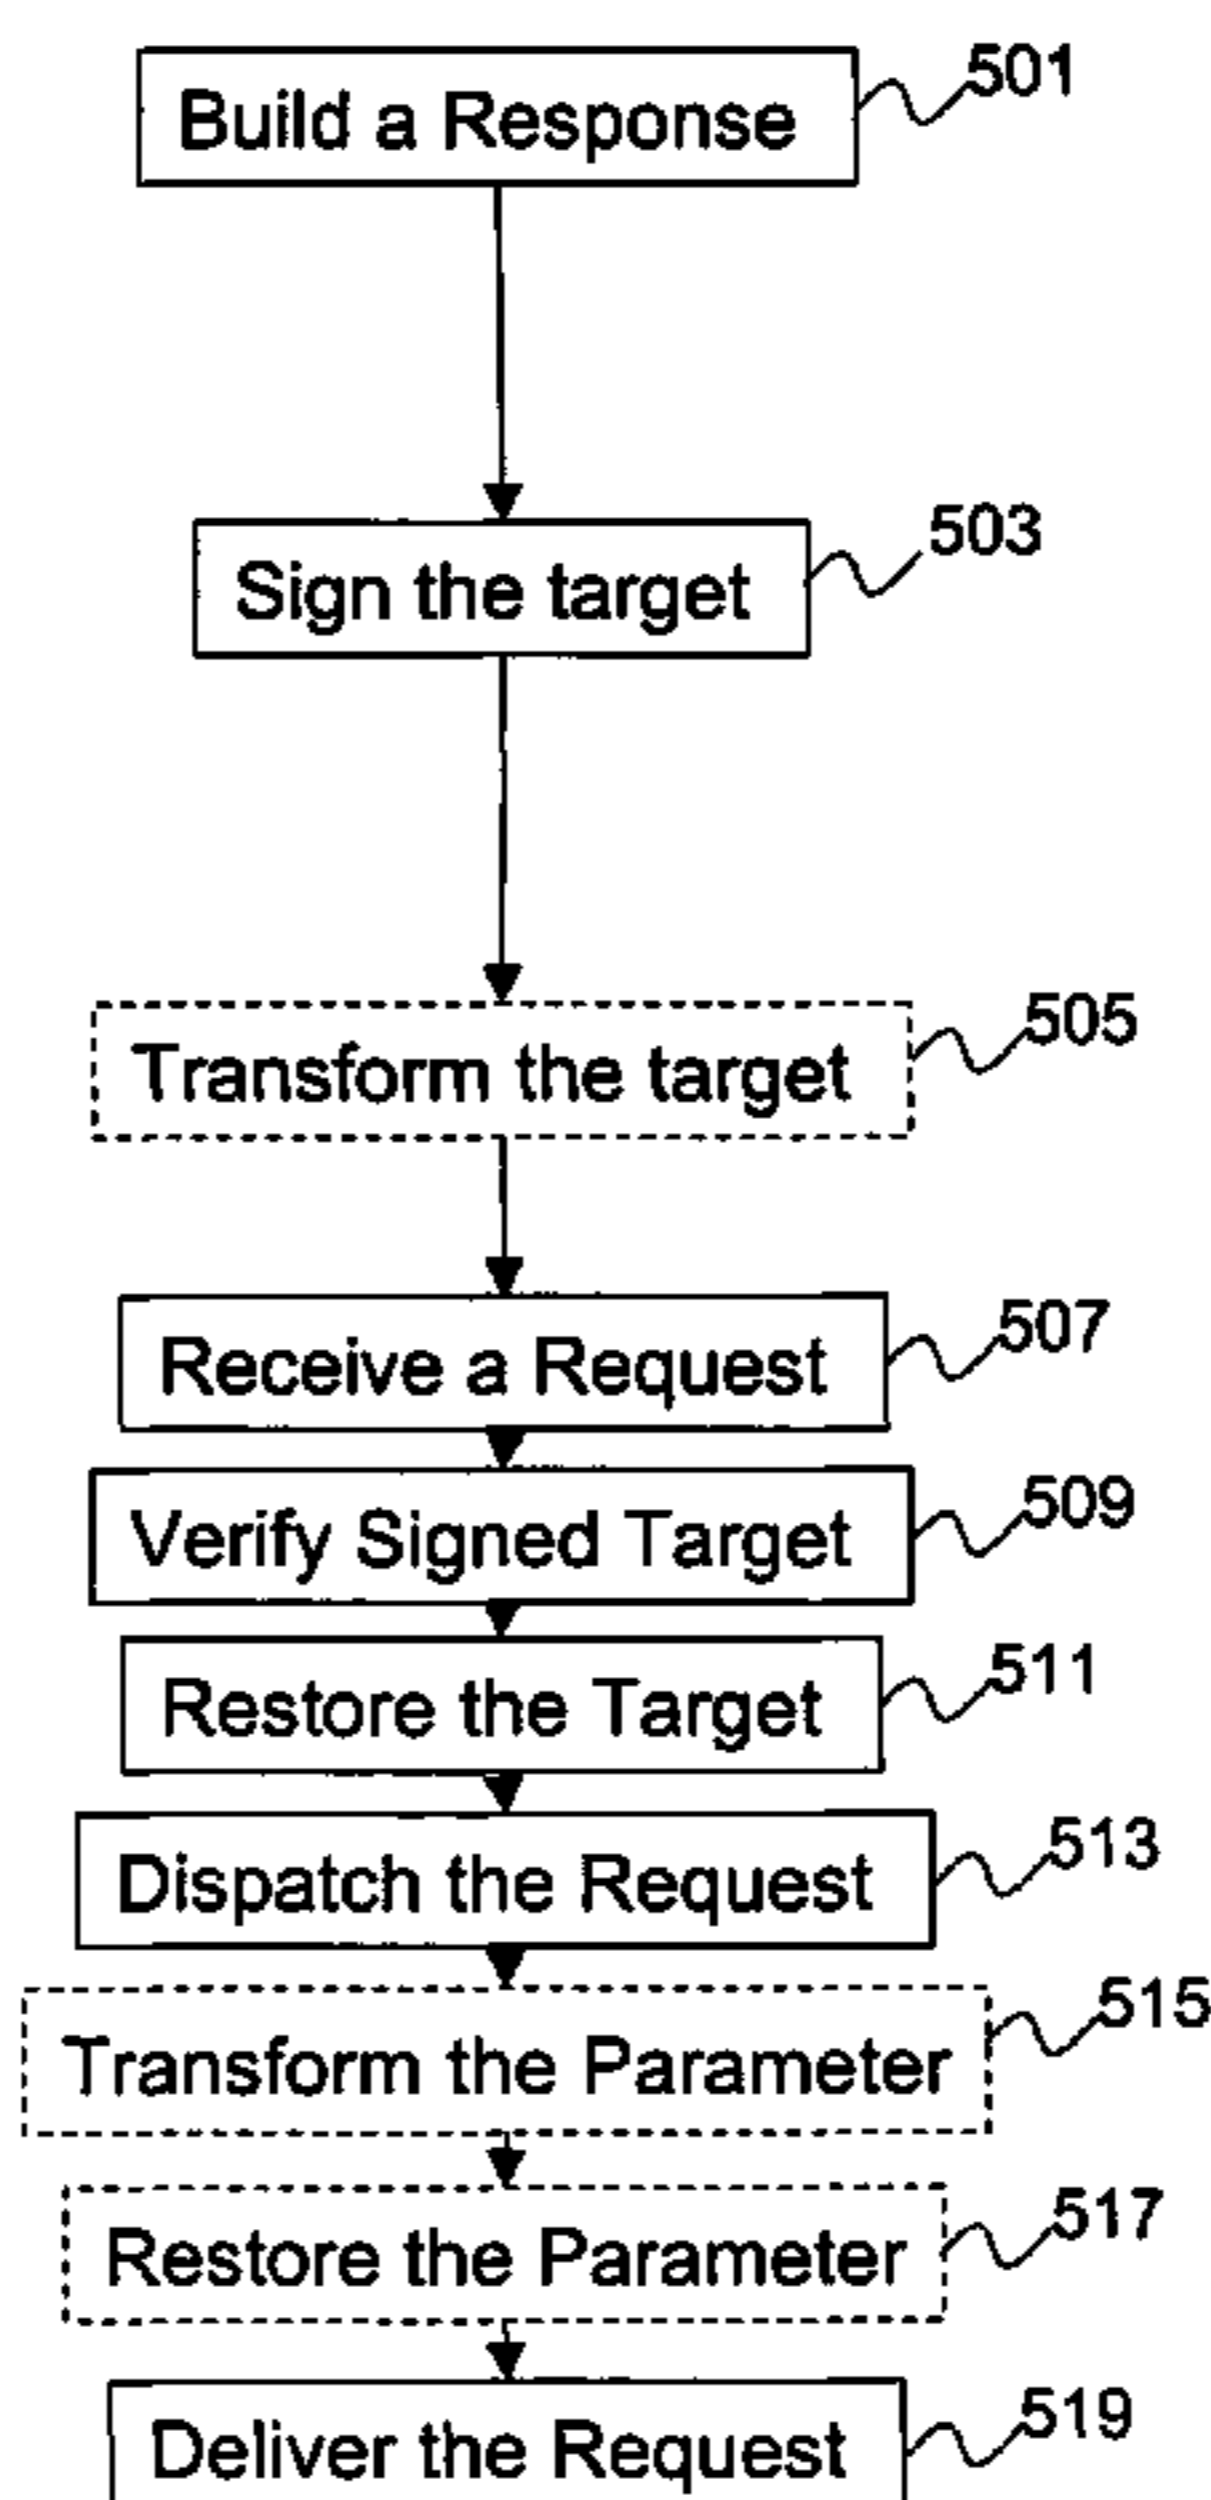 Build a Response 501
Sign the target 503
Transform the target 505
Receive a Request 507
Verify Signed Target 509
Restore the Target 511
Dispatch the Request 513
Transform the Parameter 515
Restore the Parameter 517
Deliver the Request 519